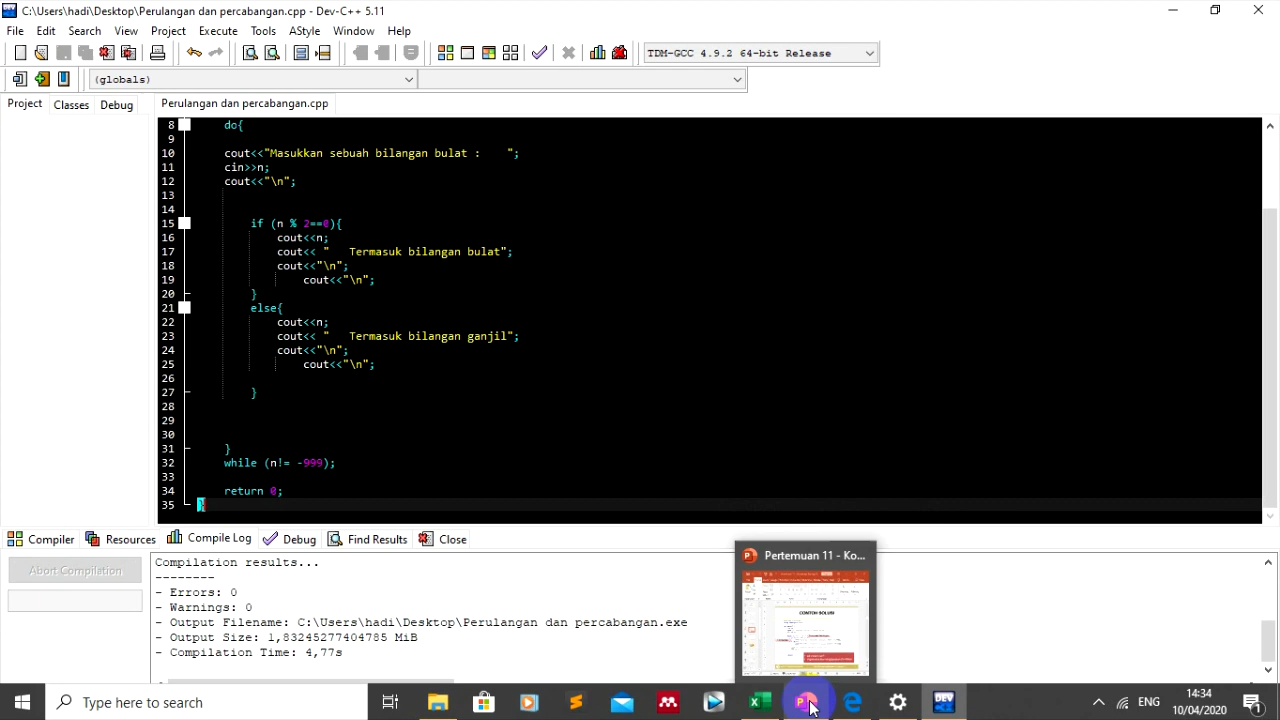 C:\Users\hadi\Desktop\Perulangan dan percabangan.cpp - Dev-C++ 5.11
File Edit Search View Project Execute Tools AStyle Window Help
TDM-GCC 4.9.2 64-bit Release
(globals)
Project Classes Debug
Perulangan dan percabangan.cpp
8 do{
9
10 cout<<"Masukkan sebuah bilangan bulat :    ";
11 cin>>n;
12 cout<<"\n";
13
14
15 if (n % 2==0){
16 cout<<n;
17 cout<< "   Termasuk bilangan bulat";
18 cout<<"\n";
19 cout<<"\n";
20 }
21 else{
22 cout<<n;
23 cout<< "   Termasuk bilangan ganjil";
24 cout<<"\n";
25 cout<<"\n";
26
27 }
28
29
30
31 }
32 while (n!= -999);
33
34 return 0;
35 }
Compiler Resources Compile Log Debug Find Results Close
Abort Compilation
Compilation results...
--------
- Errors: 0
- Warnings: 0
- Output Filename: C:\Users\hadi\Desktop\Perulangan dan percabangan.exe
- Output Size: 1,83245277404785 MiB
- Compilation Time: 4,77s
Pertemuan 11 - Ko...
CONTOH SOLUSI
Type here to search
DEV
ENG
14:34
10/04/2020
1